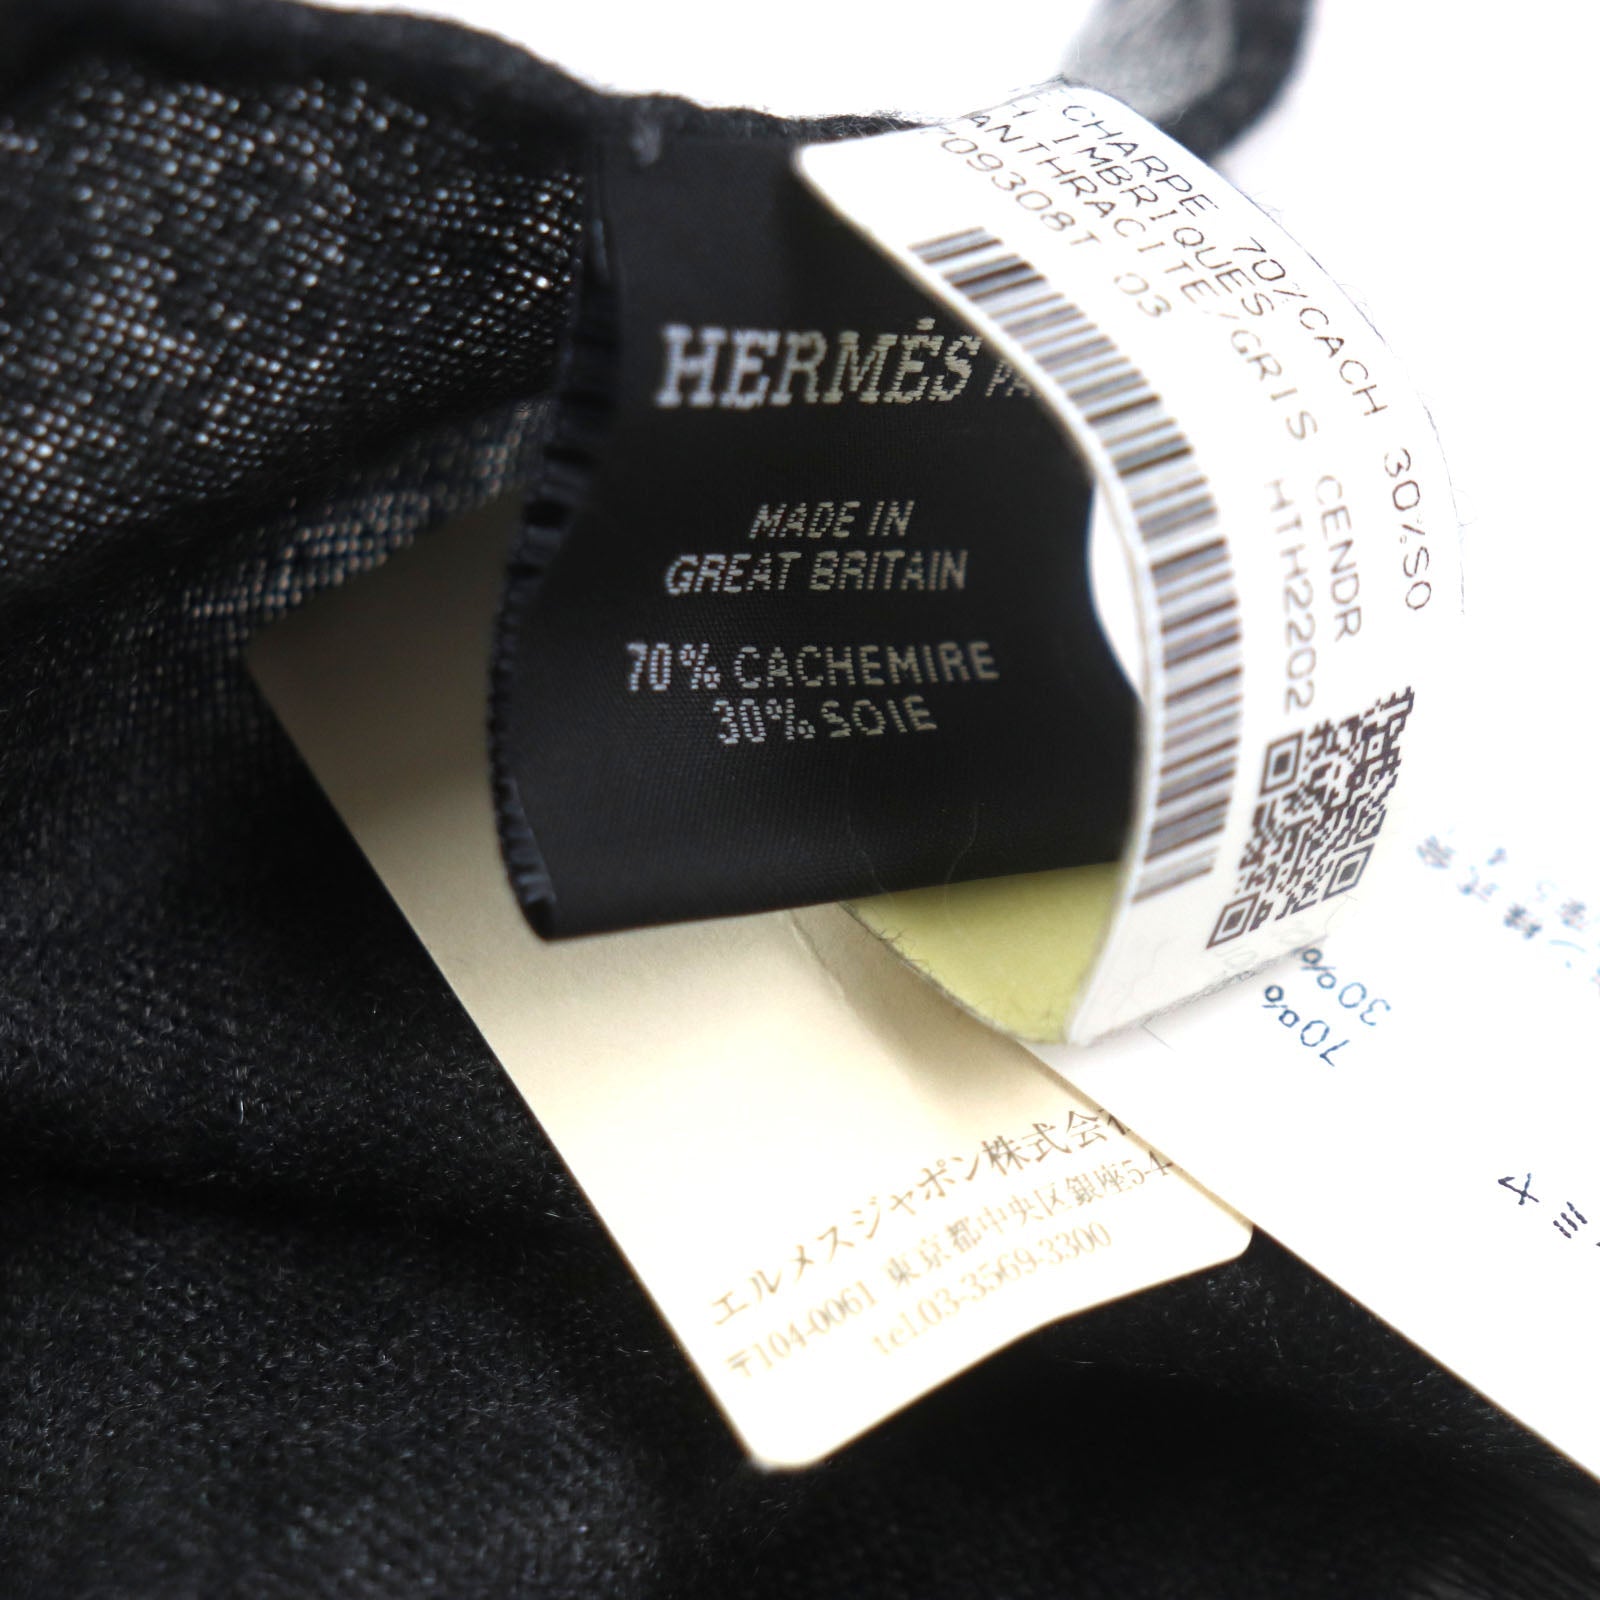 HERMÈS
MADE IN
GREAT BRITAIN
70% CACHEMIRE
30% SOIE
ECHARPE 70%CACH 30%SO
H IMBRIQUES
ANTHRACITE/GRIS CENDR
709308T 03 HTH2202
エルメスジャポン株式会
〒104-0061 東京都中央区銀座5-4
tel.03-3569-3300
30%
70%